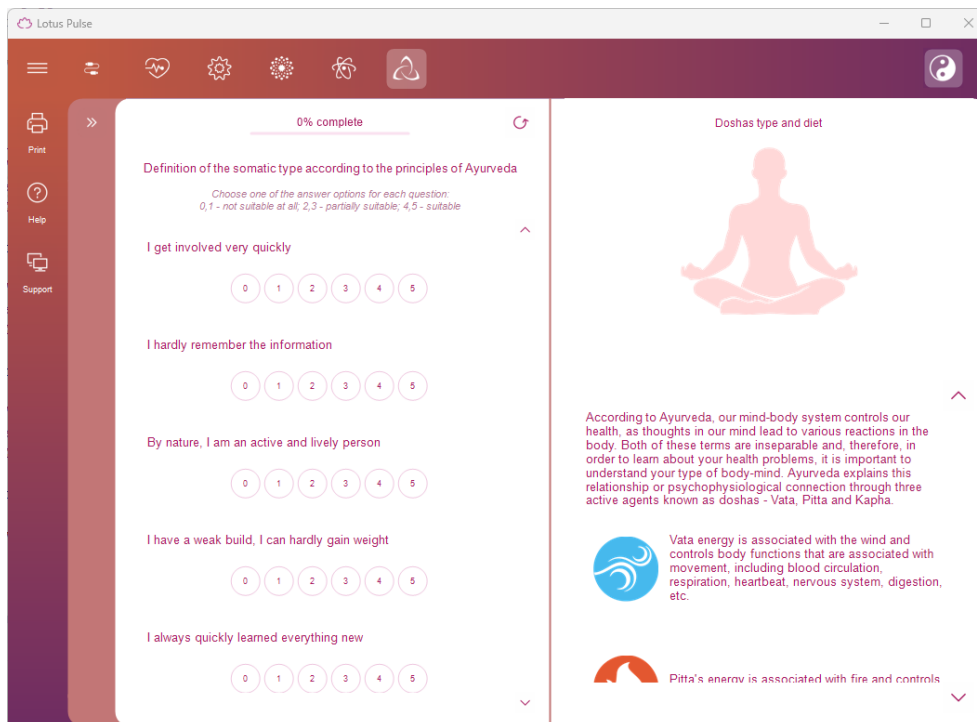 Lotus Pulse
Print
Help
Support
0% complete
Definition of the somatic type according to the principles of Ayurveda
Choose one of the answer options for each question:
0,1 - not suitable at all; 2,3 - partially suitable; 4,5 - suitable
I get involved very quickly
0 1 2 3 4 5
I hardly remember the information
0 1 2 3 4 5
By nature, I am an active and lively person
0 1 2 3 4 5
I have a weak build, I can hardly gain weight
0 1 2 3 4 5
I always quickly learned everything new
0 1 2 3 4 5
Doshas type and diet
According to Ayurveda, our mind-body system controls our
health, as thoughts in our mind lead to various reactions in the
body. Both of these terms are inseparable and, therefore, in
order to learn about your health problems, it is important to
understand your type of body-mind. Ayurveda explains this
relationship or psychophysiological connection through three
active agents known as doshas - Vata, Pitta and Kapha.
Vata energy is associated with the wind and
controls body functions that are associated with
movement, including blood circulation,
respiration, heartbeat, nervous system, digestion,
etc.
Pitta's energy is associated with fire and controls